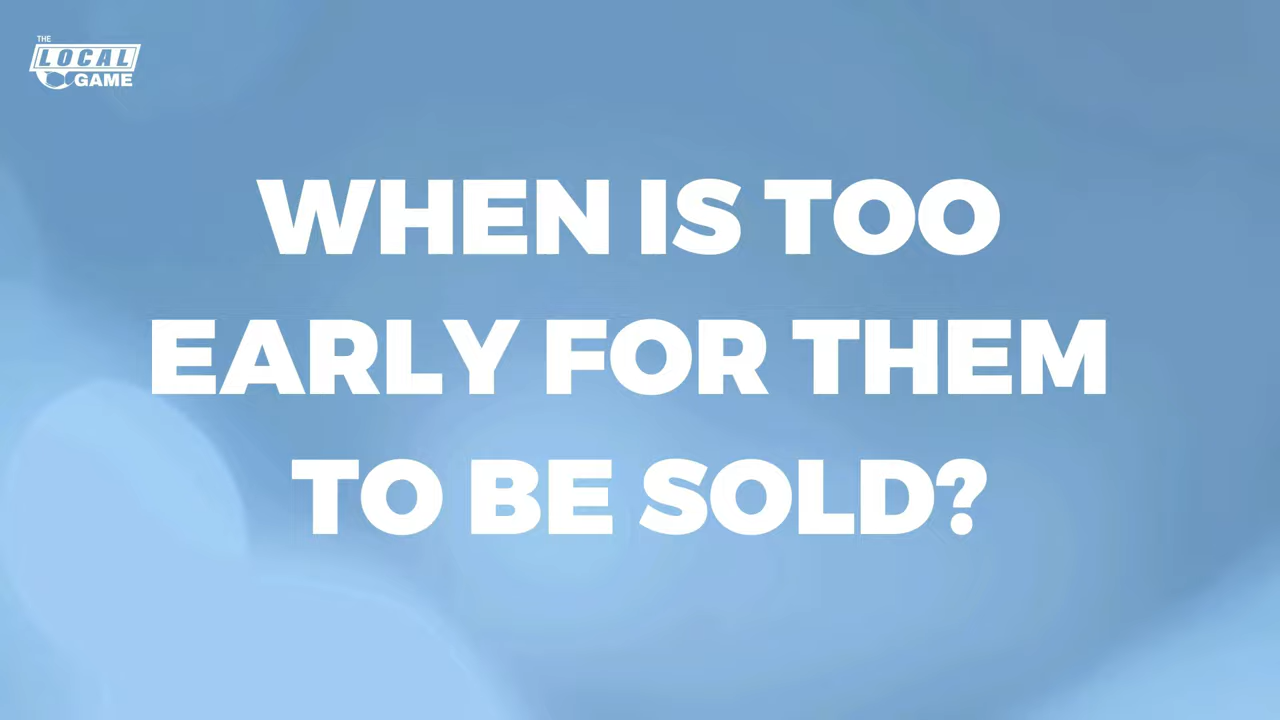 THE
LOCAL
GAME
WHEN IS TOO
EARLY FOR THEM
TO BE SOLD?